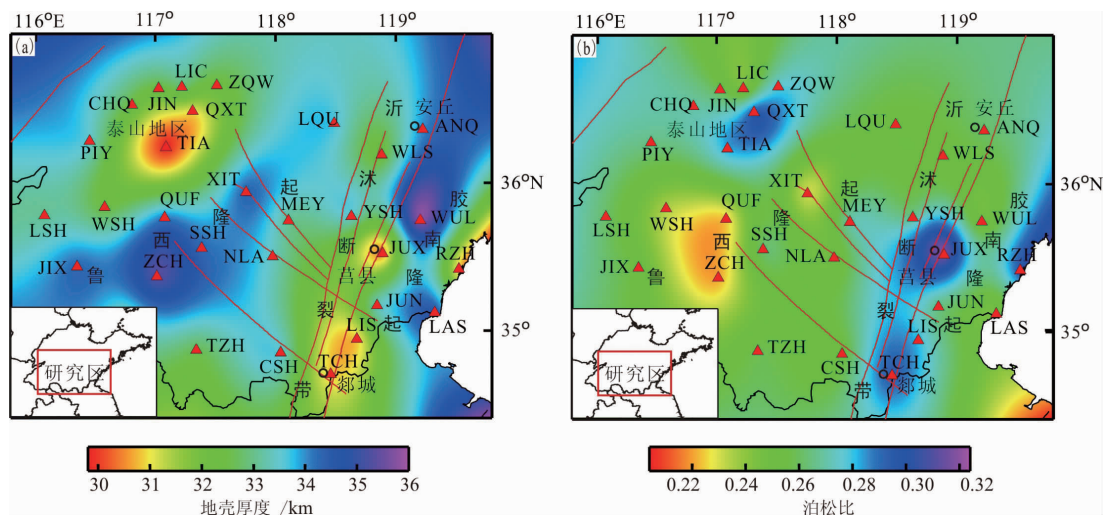 116°E 117° 118° 119°
(a)
LIC
ZQW
CHQ
JIN
QXT
泰山地区
TIA
PIY
LQU
沂
安丘
ANQ
WLS
沭
36°N
XIT
起
MEY
QUF
隆
WSH
LSH
YSH
胶
WUL
南
断
JUX
西
SSH
NLA
莒县
RZH
隆
JIX
鲁
ZCH
裂
JUN
起
LAS
LIS
35°N
TZH
CSH
TCH
郯城
带
研究区
30 31 32 33 34 35 36
地壳厚度 /km
116°E 117° 118° 119°
(b)
LIC
ZQW
CHQ
JIN
QXT
泰山地区
TIA
PIY
LQU
沂
安丘
ANQ
WLS
沭
36°N
XIT
起
MEY
QUF
隆
WSH
LSH
YSH
胶
WUL
南
断
JUX
西
SSH
NLA
莒县
RZH
隆
JIX
鲁
ZCH
裂
JUN
起
LAS
LIS
35°N
TZH
CSH
TCH
郯城
带
研究区
0.22 0.24 0.26 0.28 0.30 0.32
泊松比